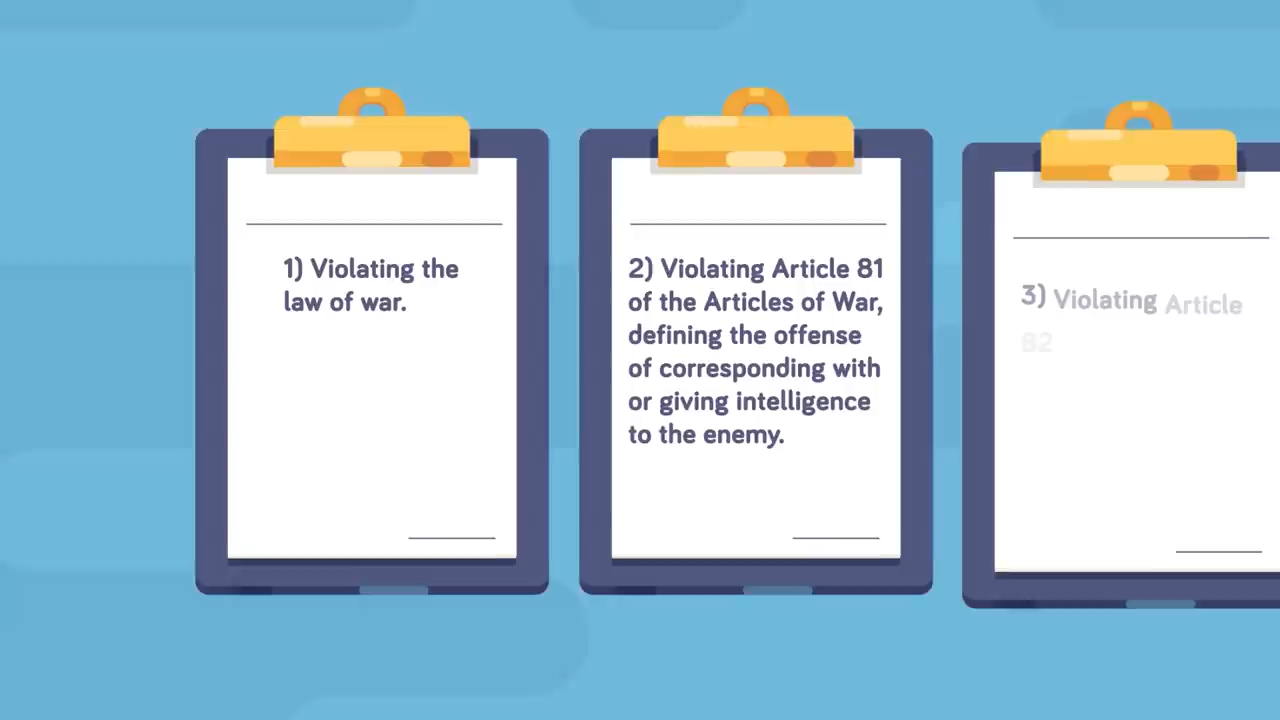 1) Violating the
law of war.
2) Violating Article 81
of the Articles of War,
defining the offense
of corresponding with
or giving intelligence
to the enemy.
3) Violating Article
82